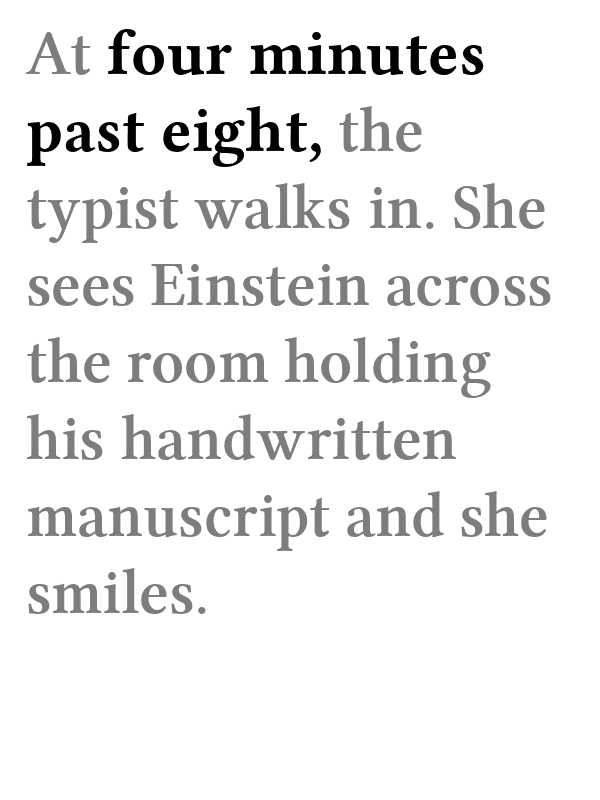 At four minutes
past eight, the
typist walks in. She
sees Einstein across
the room holding
his handwritten
manuscript and she
smiles.